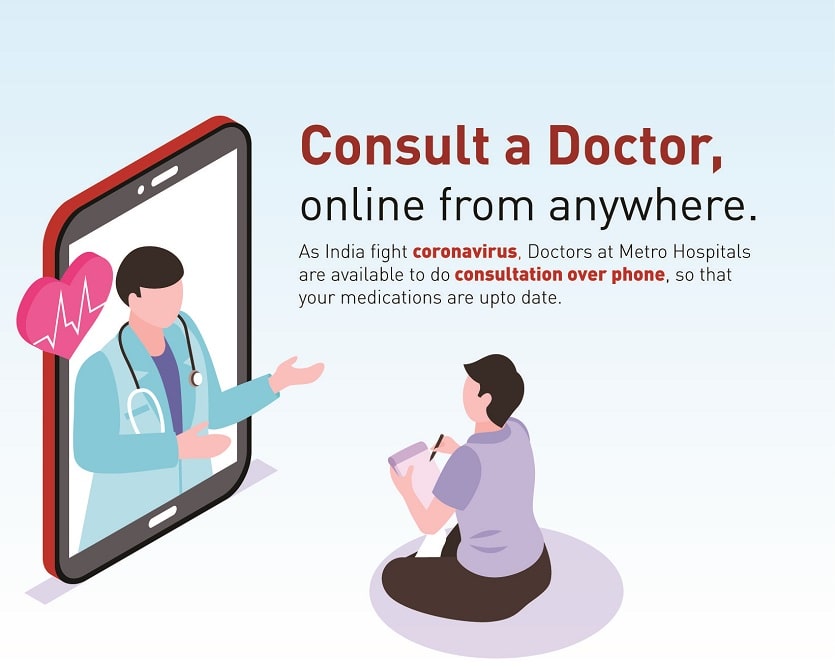 Consult a Doctor,
online from anywhere.
As India fight coronavirus, Doctors at Metro Hospitals
are available to do consultation over phone, so that
your medications are upto date.